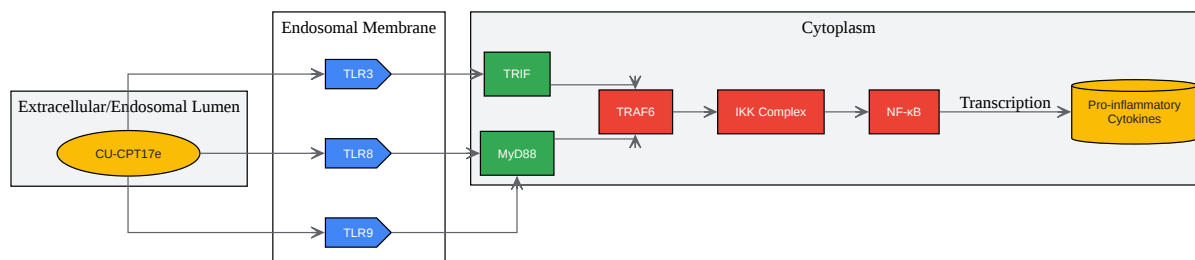 Endosomal Membrane
Cytoplasm
TLR3
TRIF
Extracellular/Endosomal Lumen
TRAF6
IKK Complex
NF-κB
Transcription
Pro-inflammatory
Cytokines
CU-CPT17e
TLR8
MyD88
TLR9